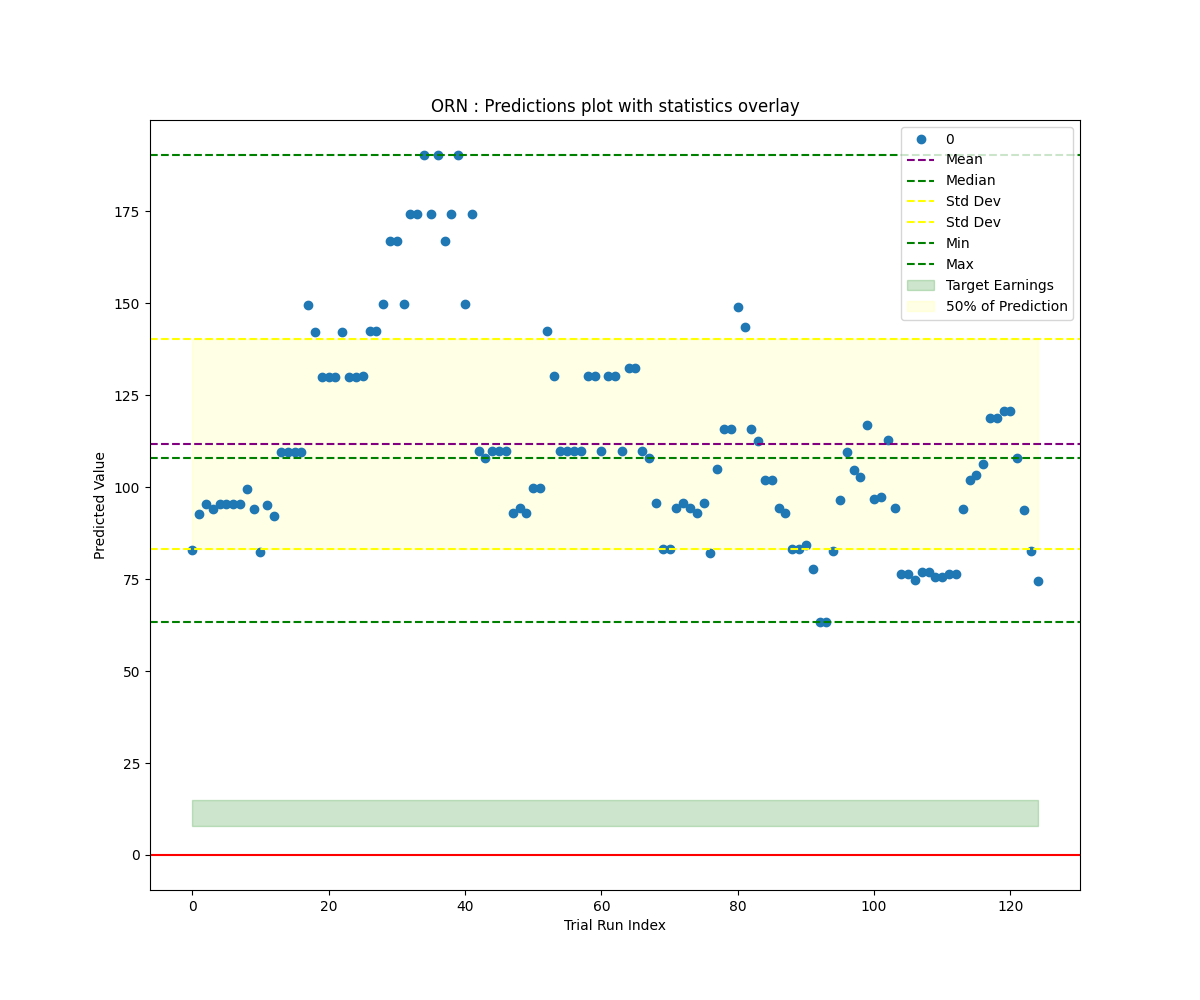 ORN : Predictions plot with statistics overlay
0
Mean
Median
Std Dev
Std Dev
Min
Max
Target Earnings
50% of Prediction
175
150
125
100
75
50
25
0
Predicted Value
0 20 40 60 80 100 120
Trial Run Index